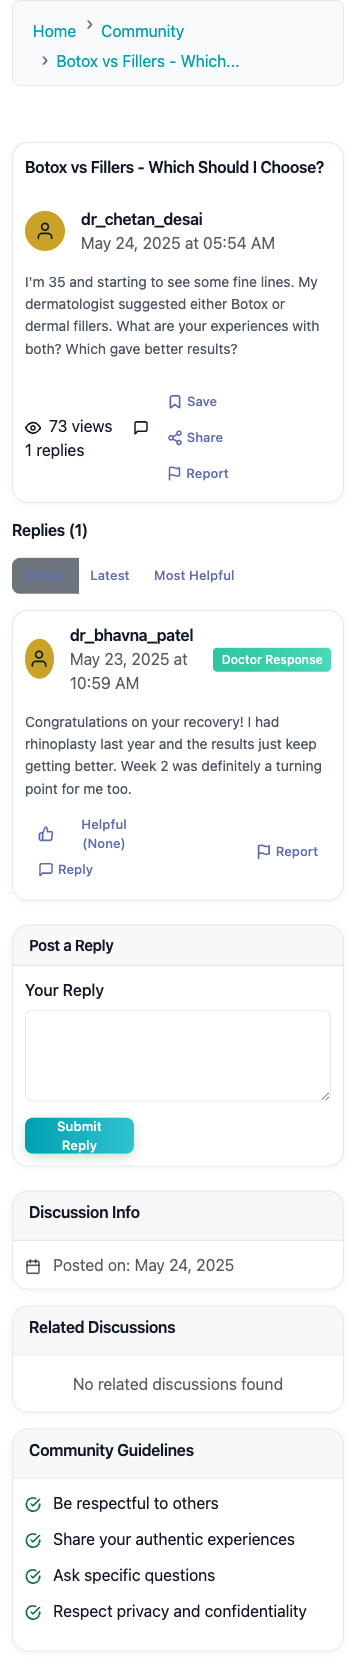 Home > Community
> Botox vs Fillers - Which...
Botox vs Fillers - Which Should I Choose?
dr_chetan_desai
May 24, 2025 at 05:54 AM
I'm 35 and starting to see some fine lines. My
dermatologist suggested either Botox or
dermal fillers. What are your experiences with
both? Which gave better results?
73 views
1 replies
Save
Share
Report
Replies (1)
Latest
Most Helpful
dr_bhavna_patel
May 23, 2025 at
10:59 AM
Doctor Response
Congratulations on your recovery! I had
rhinoplasty last year and the results just keep
getting better. Week 2 was definitely a turning
point for me too.
Helpful
(None)
Reply
Report
Post a Reply
Your Reply
Submit
Reply
Discussion Info
Posted on: May 24, 2025
Related Discussions
No related discussions found
Community Guidelines
Be respectful to others
Share your authentic experiences
Ask specific questions
Respect privacy and confidentiality